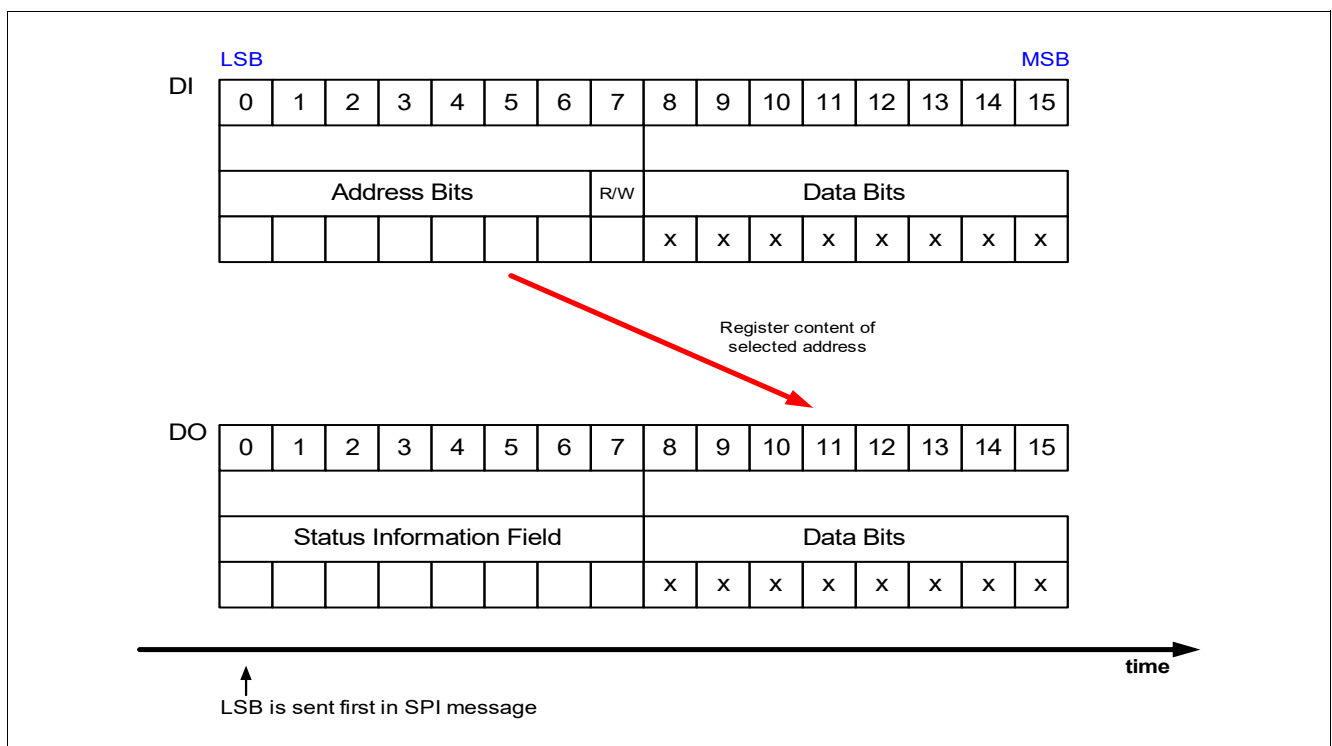 LSB MSB
DI
0 1 2 3 4 5 6 7 8 9 10 11 12 13 14 15
Address Bits R/W Data Bits
x x x x x x x x
Register content of
selected address
DO
0 1 2 3 4 5 6 7 8 9 10 11 12 13 14 15
Status Information Field Data Bits
x x x x x x x x
time
LSB is sent first in SPI message